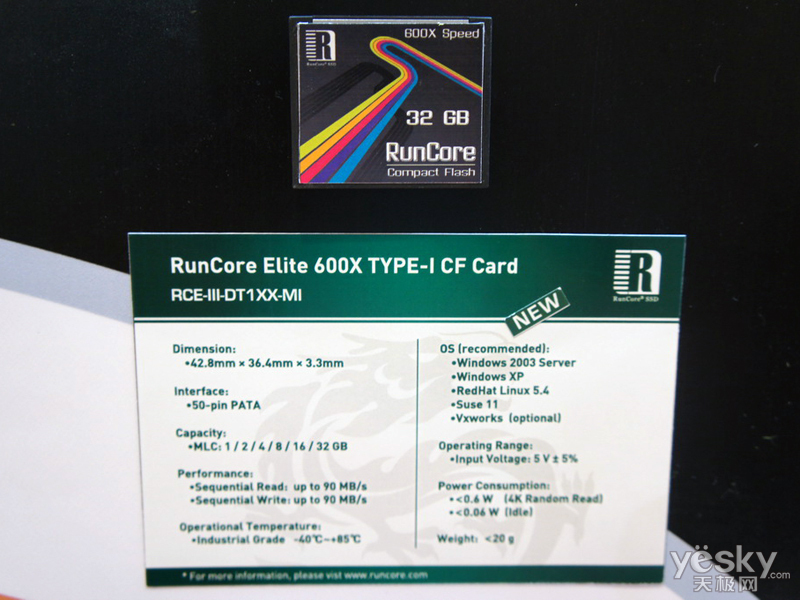 R
RunCore® SSD
600X Speed
32 GB
RunCore
Compact Flash
RunCore Elite 600X TYPE-I CF Card
RCE-III-DT1XX-MI
R
RunCore® SSD
NEW
Dimension:
•42.8mm × 36.4mm × 3.3mm
Interface:
•50-pin PATA
Capacity:
•MLC: 1 / 2 / 4 / 8 / 16 / 32 GB
Performance:
•Sequential Read: up to 90 MB/s
•Sequential Write: up to 90 MB/s
Operational Temperature:
•Industrial Grade -40℃~+85℃
OS (recommended):
•Windows 2003 Server
•Windows XP
•RedHat Linux 5.4
•Suse 11
•Vxworks (optional)
Operating Range:
•Input Voltage: 5 V ± 5%
Power Consumption:
•<0.6 W (4K Random Read)
•<0.06 W (Idle)
Weight: <20 g
* For more information, please vist www.runcore.com
yesky.com
天极网